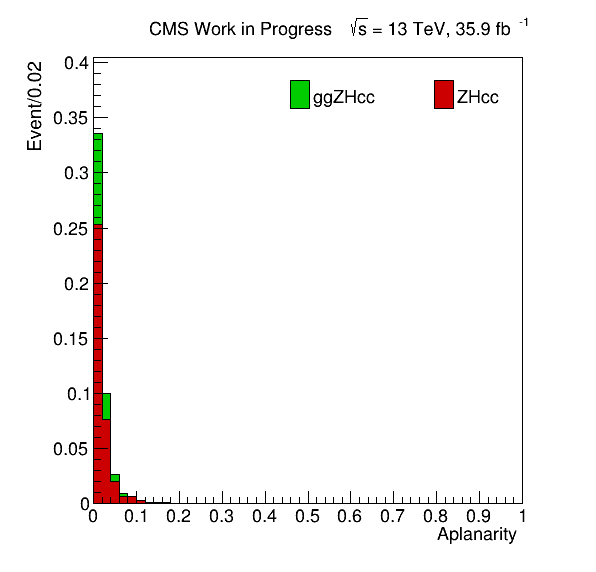 CMS Work in Progress √s = 13 TeV, 35.9 fb -1
Event/0.02
0.4
0.35
0.3
0.25
0.2
0.15
0.1
0.05
0
ggZHcc ZHcc
0 0.1 0.2 0.3 0.4 0.5 0.6 0.7 0.8 0.9 1
Aplanarity